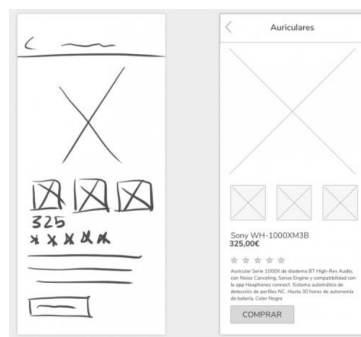 325
Auriculares
Sony WH-1000XM3B
325,00€
Auricular Serie 1000X de diadema BT High-Res Audio,
con Noise Canceling, Sense Engine y compatibilidad con
la app Heaphones connect. Sistema automático de
detección de perfiles NC. Hasta 30 horas de autonomía
de batería. Color Negro
COMPRAR